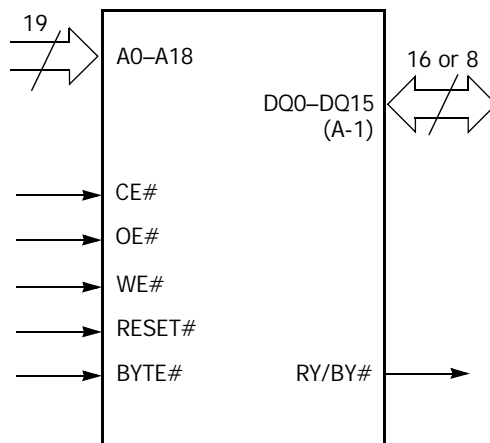 19
A0–A18
16 or 8
DQ0–DQ15
(A-1)
CE#
OE#
WE#
RESET#
BYTE#
RY/BY#